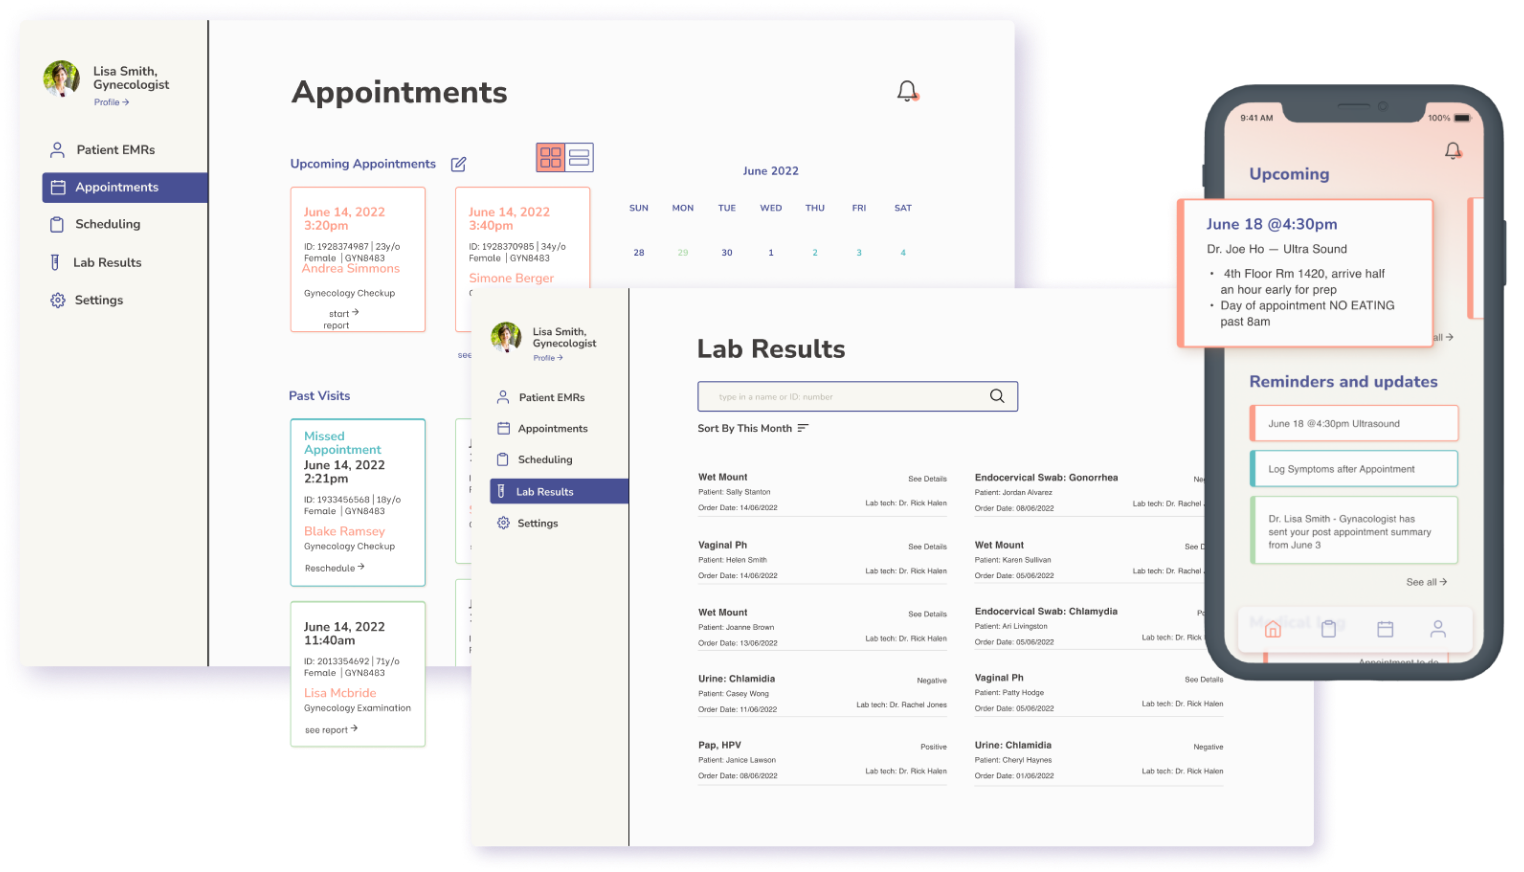 Lisa Smith,
Gynecologist
Profile →
Patient EMRs
Appointments
Scheduling
Lab Results
Settings
Appointments
Upcoming Appointments
June 14, 2022
3:20pm
ID: 1928374987 | 23y/o
Female | GYN8483
Andrea Simmons
Gynecology Checkup
start →
report
June 14, 2022
3:40pm
ID: 1928370985 | 34y/o
Female | GYN8483
Simone Berger
see
June 2022
SUN MON TUE WED THU FRI SAT
28 29 30 1 2 3 4
Past Visits
Missed
Appointment
June 14, 2022
2:21pm
ID: 1933456568 | 18y/o
Female | GYN8483
Blake Ramsey
Gynecology Checkup
Reschedule →
June 14, 2022
11:40am
ID: 2013354692 | 71y/o
Female | GYN8483
Lisa Mcbride
Gynecology Examination
see report →
Lisa Smith,
Gynecologist
Profile →
Patient EMRs
Appointments
Scheduling
Lab Results
Settings
Lab Results
type in a name or ID: number
Sort By This Month
Wet Mount
See Details
Patient: Sally Stanton
Lab tech: Dr. Rick Halen
Order Date: 14/06/2022
Vaginal Ph
See Details
Patient: Helen Smith
Lab tech: Dr. Rick Halen
Order Date: 14/06/2022
Wet Mount
See Details
Patient: Joanne Brown
Lab tech: Dr. Rick Halen
Order Date: 13/06/2022
Urine: Chlamidia
Negative
Patient: Casey Wong
Lab tech: Dr. Rachel Jones
Order Date: 11/06/2022
Pap, HPV
Positive
Patient: Janice Lawson
Lab tech: Dr. Rick Halen
Order Date: 08/06/2022
Endocervical Swab: Gonorrhea
Ne
Patient: Jordan Alvarez
Lab tech: Dr. Rachel
Order Date: 08/06/2022
Wet Mount
See D
Patient: Karen Sullivan
Lab tech: Dr. Rachel
Order Date: 05/06/2022
Endocervical Swab: Chlamydia
Po
Patient: Ari Livingston
Lab tech: Dr. Rick
Order Date: 05/06/2022
Vaginal Ph
See Details
Patient: Patty Hodge
Lab tech: Dr. Rick Halen
Order Date: 05/06/2022
Urine: Chlamidia
Negative
Patient: Cheryl Haynes
Lab tech: Dr. Rick Halen
Order Date: 01/06/2022
9:41 AM 100%
Upcoming
June 18 @4:30pm
Dr. Joe Ho — Ultra Sound
• 4th Floor Rm 1420, arrive half
an hour early for prep
• Day of appointment NO EATING
past 8am
all →
Reminders and updates
June 18 @4:30pm Ultrasound
Log Symptoms after Appointment
Dr. Lisa Smith - Gynacologist has
sent your post appointment summary
from June 3
See all →